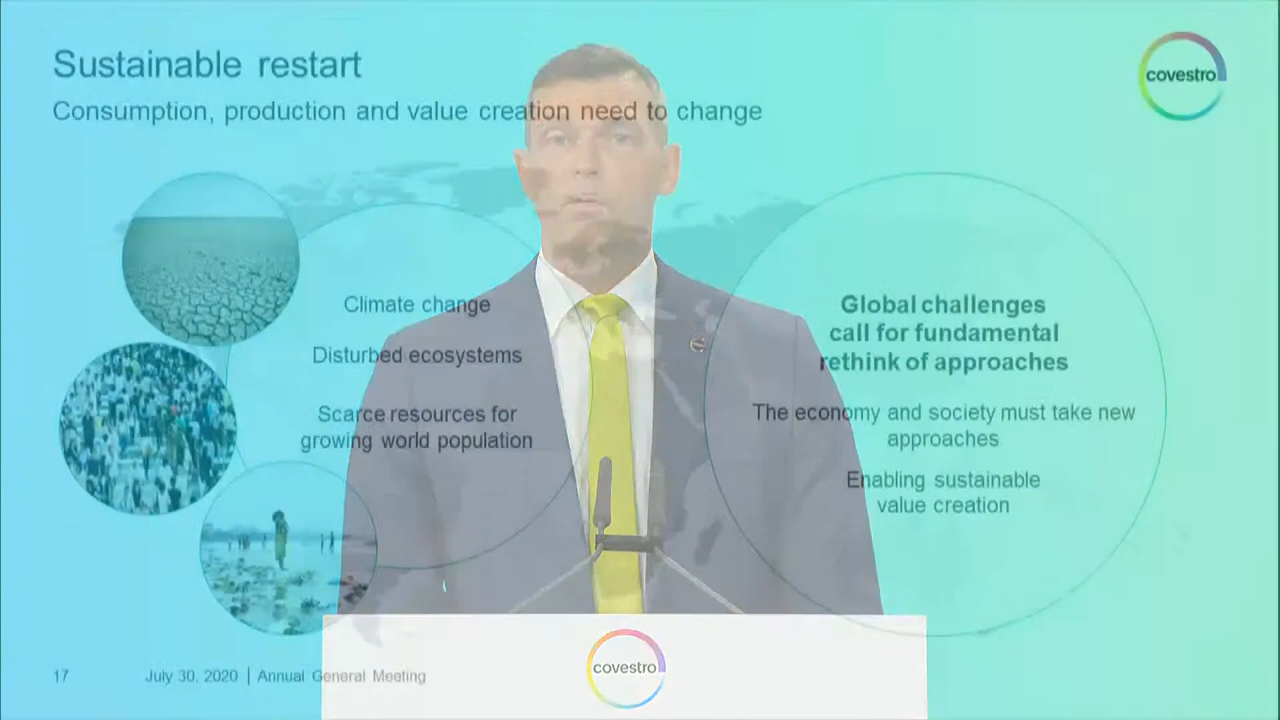 Sustainable restart
Consumption, production and value creation need to change
covestro
Climate change
Disturbed ecosystems
Scarce resources for
growing world population
Global challenges
call for fundamental
rethink of approaches
The economy and society must take new
approaches
Enabling sustainable
value creation
covestro
17
July 30, 2020 | Annual General Meeting